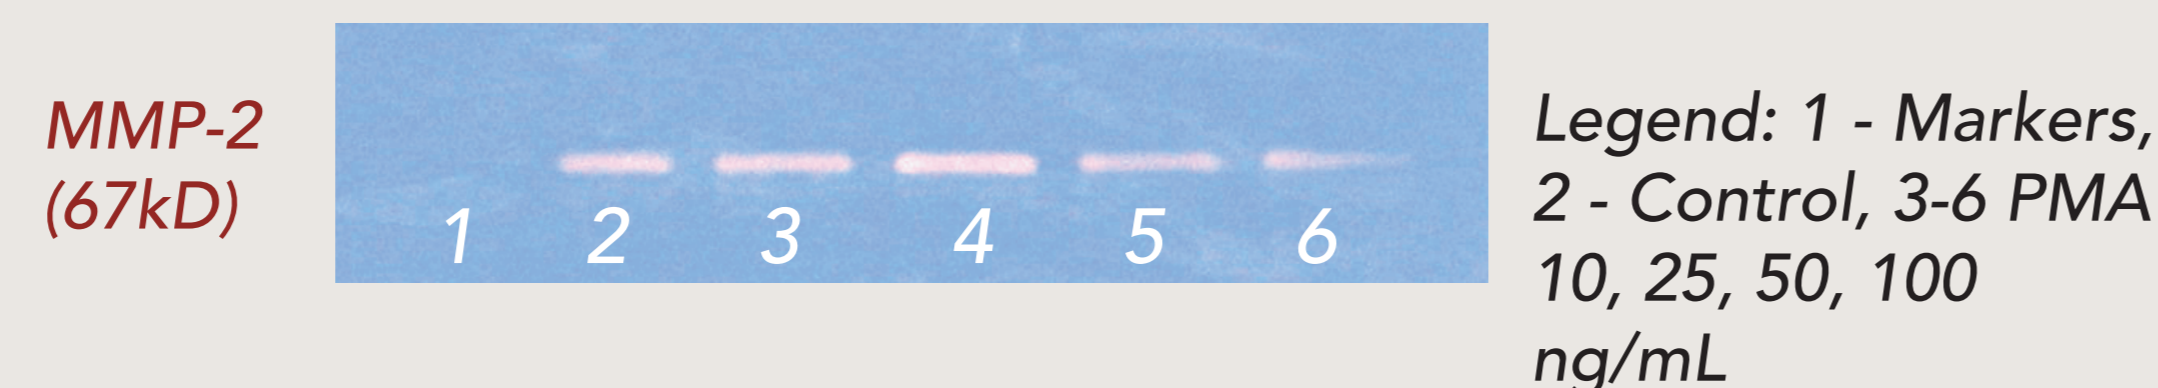 MMP-2
(67kD)
1 2 3 4 5 6
Legend: 1 - Markers,
2 - Control, 3-6 PMA
10, 25, 50, 100
ng/mL